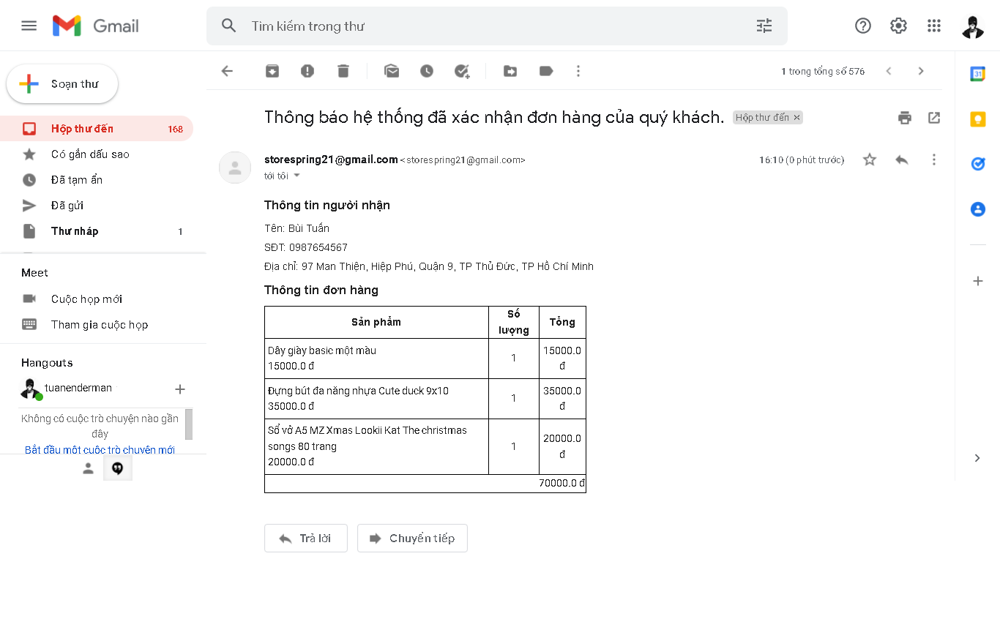 Gmail
Tìm kiếm trong thư
Soạn thư
Hộp thư đến 168
Có gắn dấu sao
Đã tạm ẩn
Đã gửi
Thư nháp 1
Meet
Cuộc họp mới
Tham gia cuộc họp
Hangouts
tuanenderman
Không có cuộc trò chuyện nào gần
đây
Bắt đầu một cuộc trò chuyện mới
1 trong tổng số 576
Thông báo hệ thống đã xác nhận đơn hàng của quý khách. Hộp thư đến ×
storespring21@gmail.com <storespring21@gmail.com>
16:10 (0 phút trước)
tới tôi
Thông tin người nhận
Tên: Bùi Tuấn
SĐT: 0987654567
Địa chỉ: 97 Man Thiện, Hiệp Phú, Quận 9, TP Thủ Đức, TP Hồ Chí Minh
Thông tin đơn hàng
Sản phẩm
Số
lượng
Tổng
Dây giày basic một màu
15000.0 đ
1
15000.0
đ
Đựng bút đa năng nhựa Cute duck 9x10
35000.0 đ
1
35000.0
đ
Sổ vở A5 MZ Xmas Lookii Kat The christmas
songs 80 trang
20000.0 đ
1
20000.0
đ
70000.0 đ
Trả lời
Chuyển tiếp
31